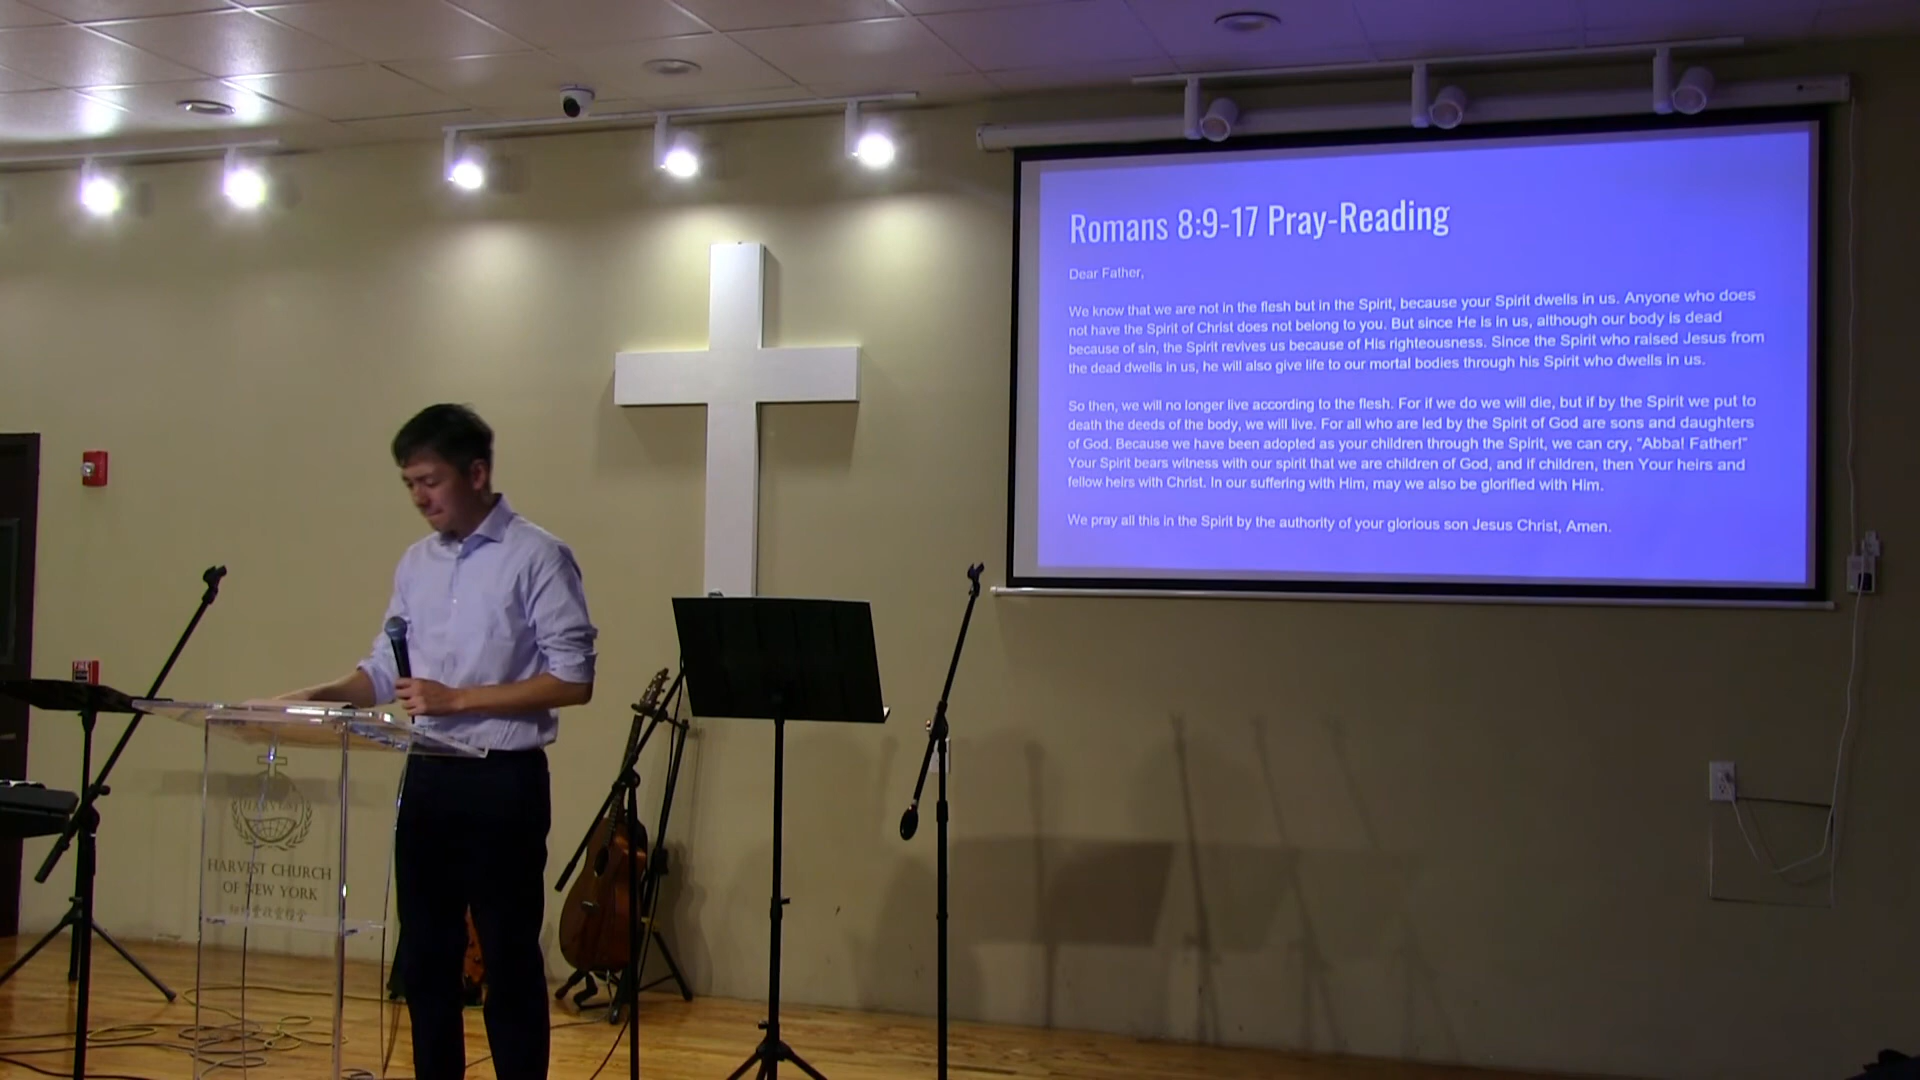 Romans 8:9-17 Pray-Reading
Dear Father,
We know that we are not in the flesh but in the Spirit, because your Spirit dwells in us. Anyone who does
not have the Spirit of Christ does not belong to you. But since He is in us, although our body is dead
because of sin, the Spirit revives us because of His righteousness. Since the Spirit who raised Jesus from
the dead dwells in us, he will also give life to our mortal bodies through his Spirit who dwells in us.
So then, we will no longer live according to the flesh. For if we do we will die, but if by the Spirit we put to
death the deeds of the body, we will live. For all who are led by the Spirit of God are sons and daughters
of God. Because we have been adopted as your children through the Spirit, we can cry, "Abba! Father!"
Your Spirit bears witness with our spirit that we are children of God, and if children, then Your heirs and
fellow heirs with Christ. In our suffering with Him, may we also be glorified with Him.
We pray all this in the Spirit by the authority of your glorious son Jesus Christ, Amen.
FIRE
HARVEST
HARVEST CHURCH
OF NEW YORK